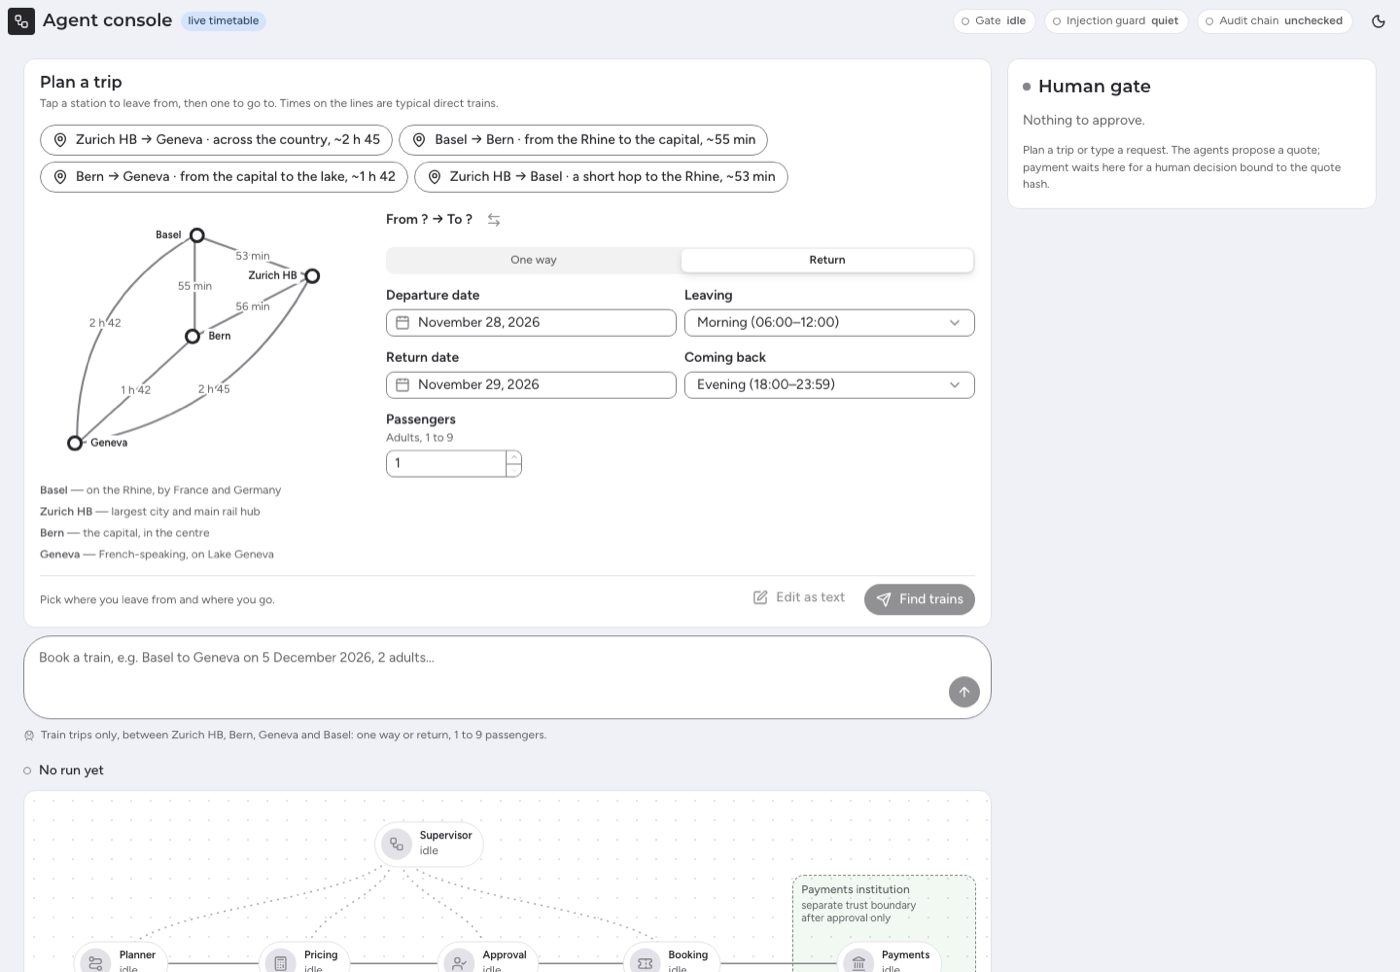 Agent console
live timetable
Gate idle
Injection guard quiet
Audit chain unchecked
Plan a trip
Tap a station to leave from, then one to go to. Times on the lines are typical direct trains.
Zurich HB → Geneva · across the country, ~2 h 45
Basel → Bern · from the Rhine to the capital, ~55 min
Bern → Geneva · from the capital to the lake, ~1 h 42
Zurich HB → Basel · a short hop to the Rhine, ~53 min
Basel
53 min
Zurich HB
55 min
56 min
2 h 42
Bern
1 h 42
2 h 45
Geneva
Basel — on the Rhine, by France and Germany
Zurich HB — largest city and main rail hub
Bern — the capital, in the centre
Geneva — French-speaking, on Lake Geneva
From ? → To ?
One way
Return
Departure date
Leaving
November 28, 2026
Morning (06:00–12:00)
Return date
Coming back
November 29, 2026
Evening (18:00–23:59)
Passengers
Adults, 1 to 9
1
Pick where you leave from and where you go.
Edit as text
Find trains
Human gate
Nothing to approve.
Plan a trip or type a request. The agents propose a quote;
payment waits here for a human decision bound to the quote
hash.
Book a train, e.g. Basel to Geneva on 5 December 2026, 2 adults...
Train trips only, between Zurich HB, Bern, Geneva and Basel: one way or return, 1 to 9 passengers.
No run yet
Supervisor
idle
Payments institution
separate trust boundary
after approval only
Planner
idle
Pricing
idle
Approval
idle
Booking
idle
Payments
idle